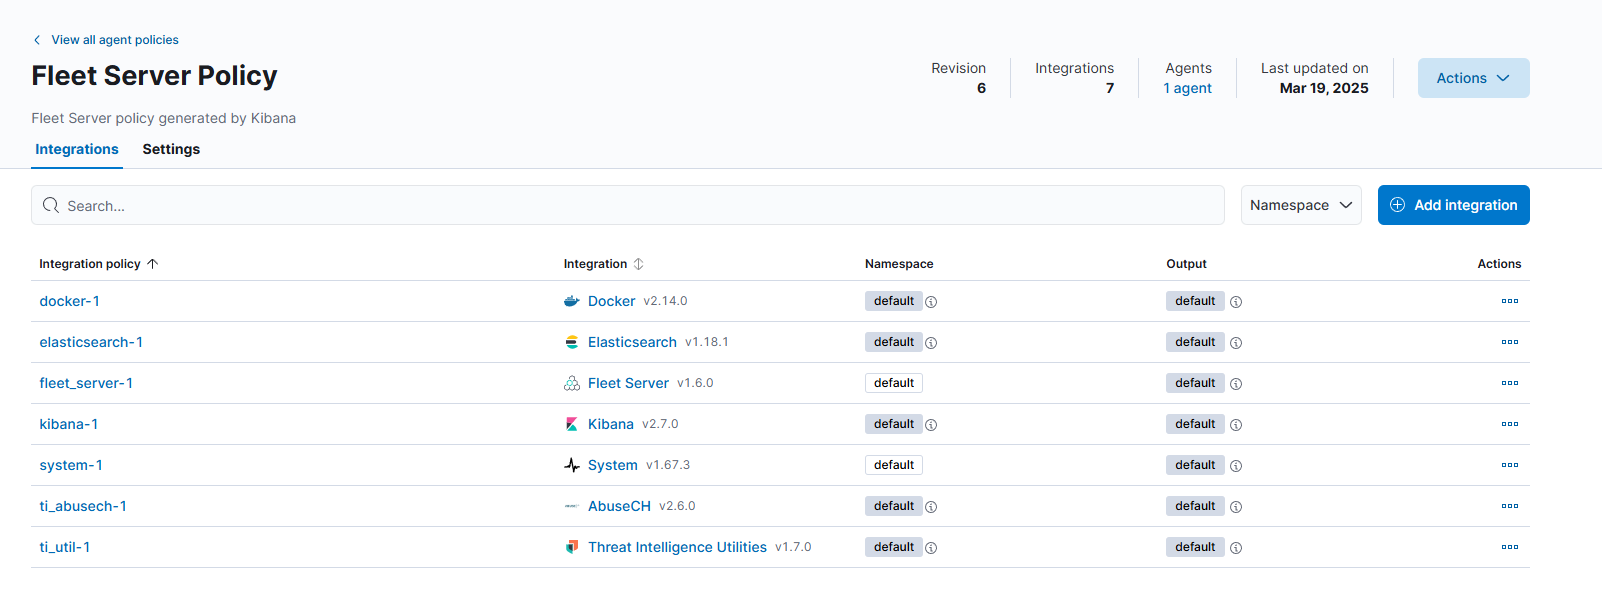 View all agent policies
Fleet Server Policy
Fleet Server policy generated by Kibana
Revision
6
Integrations
7
Agents
1 agent
Last updated on
Mar 19, 2025
Actions
Integrations Settings
Search...
Namespace
Add integration
Integration policy Integration Namespace Output Actions
docker-1 Docker v2.14.0 default default
elasticsearch-1 Elasticsearch v1.18.1 default default
fleet_server-1 Fleet Server v1.6.0 default default
kibana-1 Kibana v2.7.0 default default
system-1 System v1.67.3 default default
ti_abusech-1 AbuseCH v2.6.0 default default
ti_util-1 Threat Intelligence Utilities v1.7.0 default default